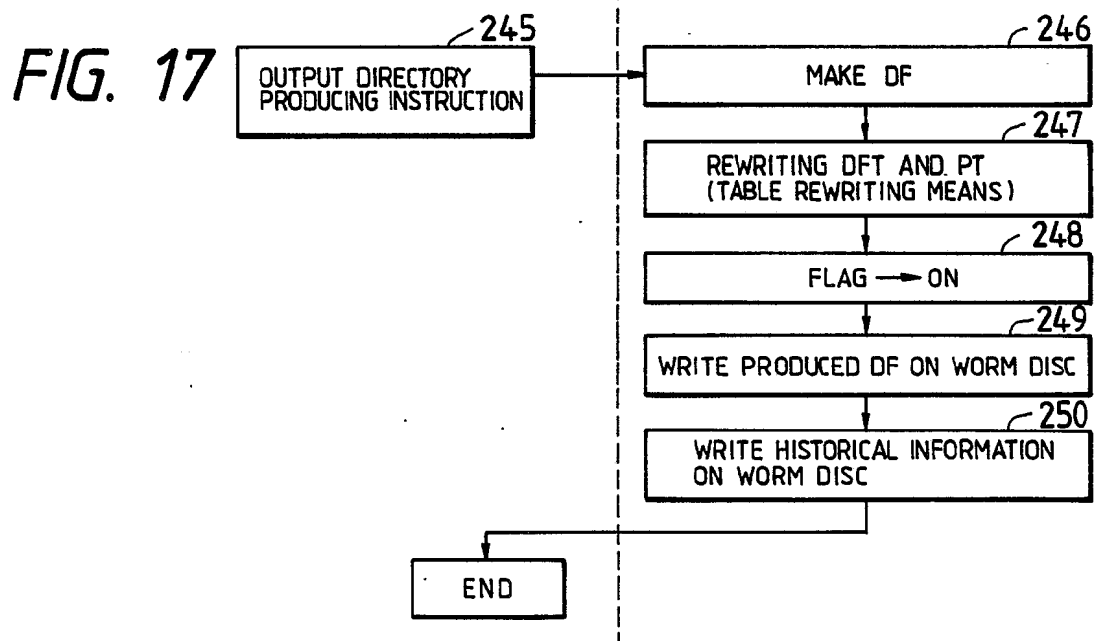 FIG. 17
245
OUTPUT DIRECTORY
PRODUCING INSTRUCTION
246
MAKE DF
247
REWRITING DFT AND. PT
(TABLE REWRITING MEANS)
248
FLAG → ON
249
WRITE PRODUCED DF ON WORM DISC
250
WRITE HISTORICAL INFORMATION
ON WORM DISC
END